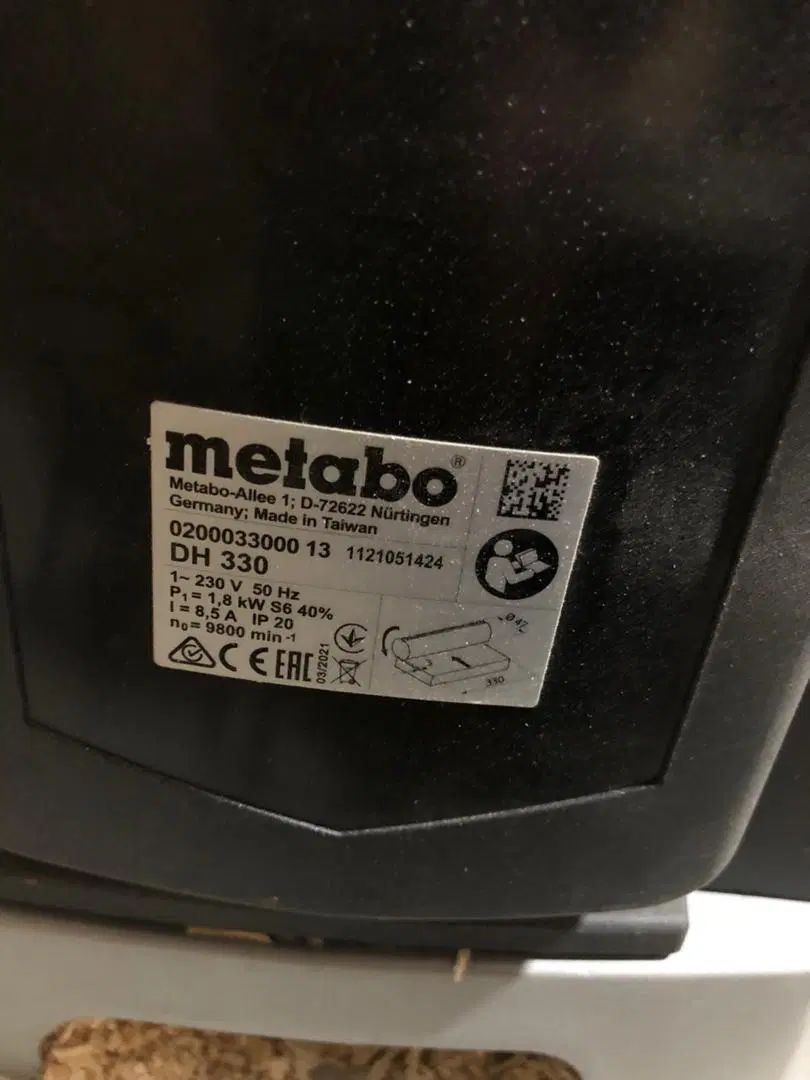 metabo®
Metabo-Allee 1; D-72622 Nürtingen
Germany; Made in Taiwan
0200033000 13 1121051424
DH 330
1~ 230 V 50 Hz
P1 = 1,8 kW S6 40%
I = 8,5 A IP 20
n0 = 9800 min -1
CE EAC 03/2021
Ø 47
330